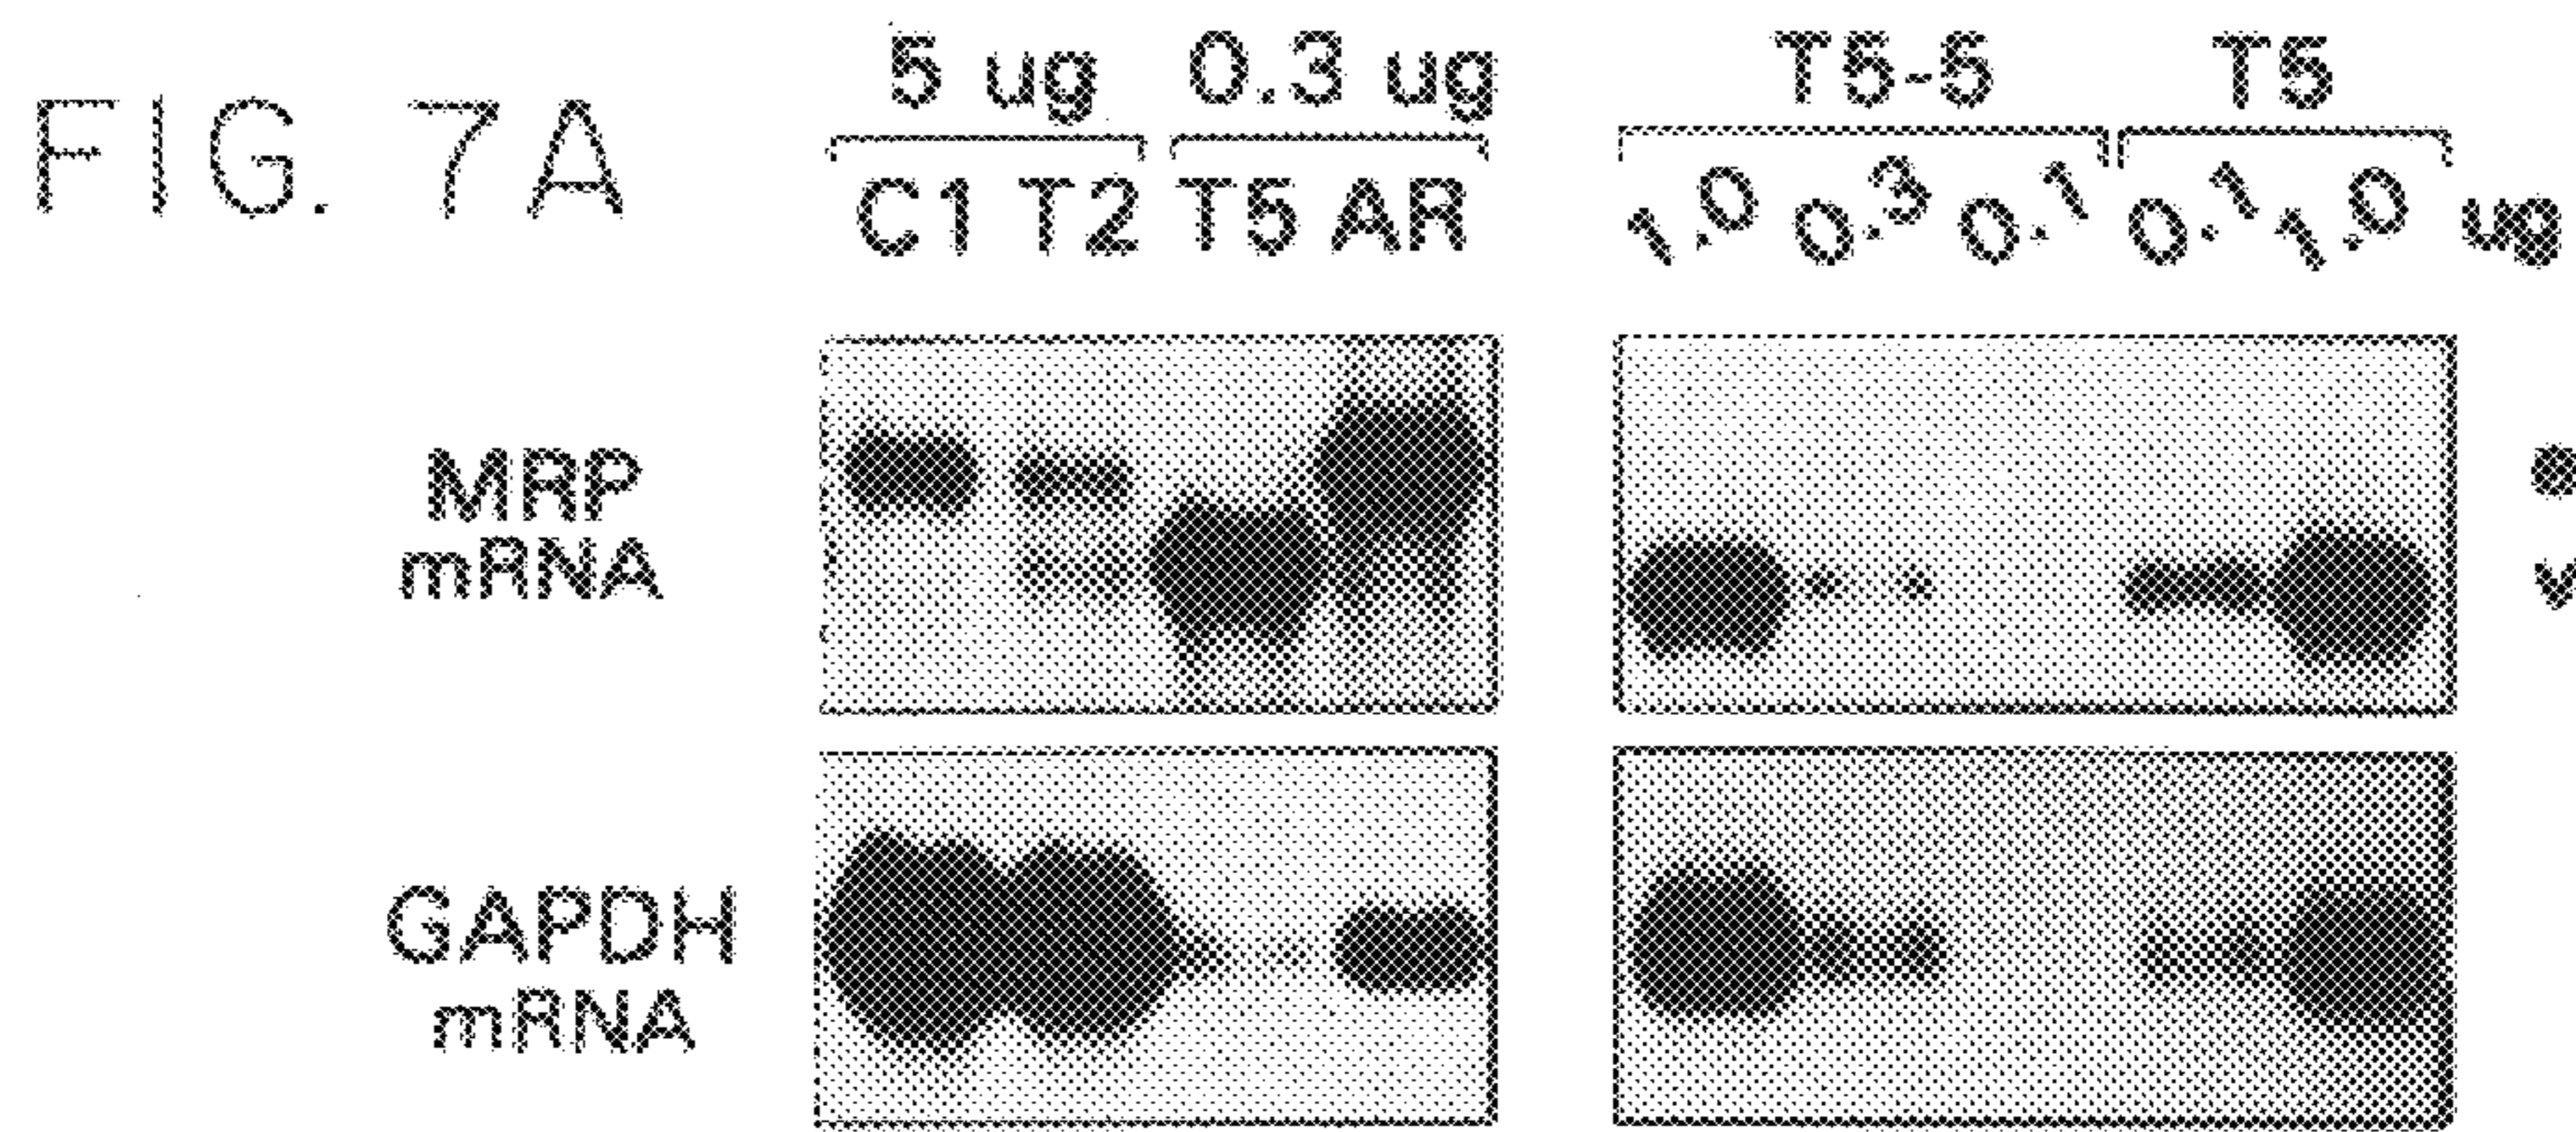 FIG. 7A
5 ug 0.3 ug T5-5 T5
C1 T2 T5 AR 1.0 0.3 0.1 0.1 1.0 ug
MRP
mRNA
GAPDH
mRNA